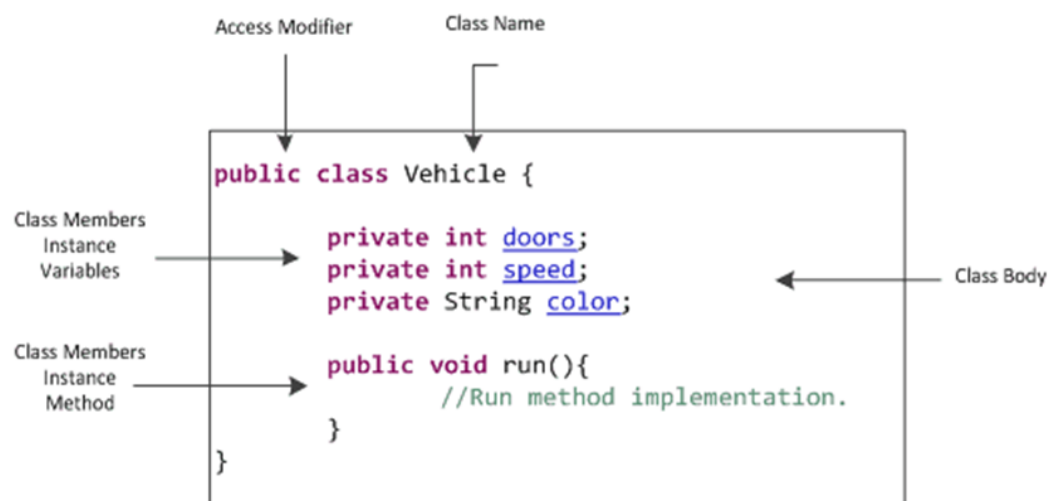 Access Modifier
Class Name
public class Vehicle {
Class Members
Instance
Variables
private int doors;
private int speed;
private String color;
Class Body
Class Members
Instance
Method
public void run(){
//Run method implementation.
}
}